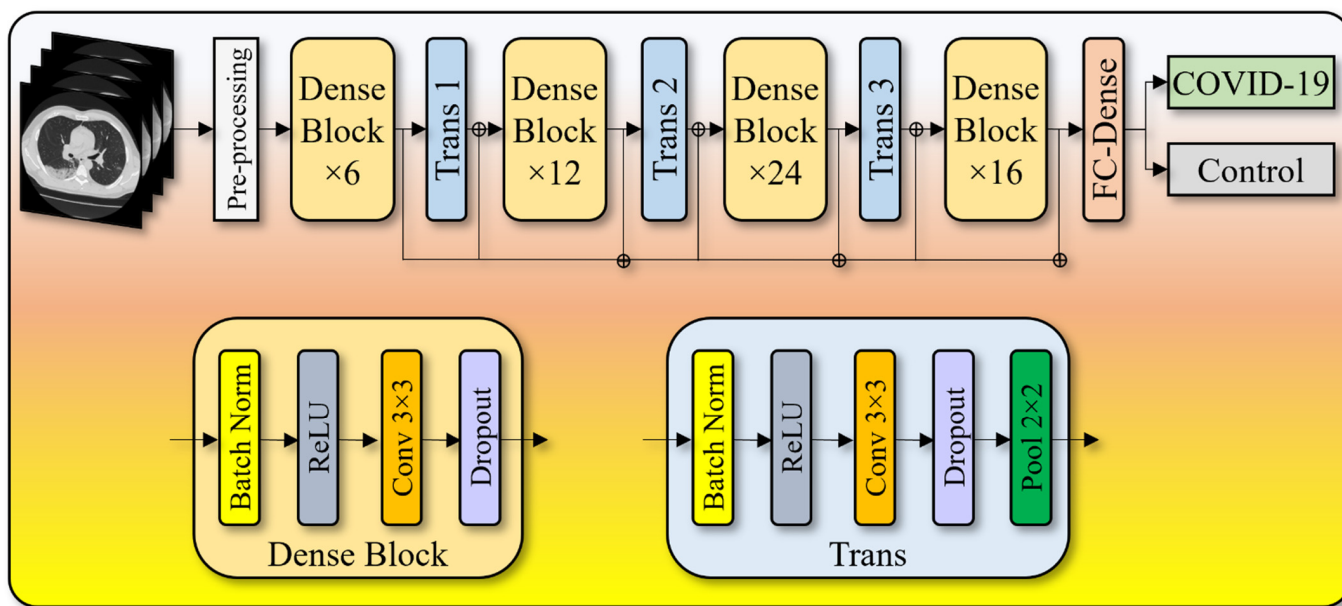 Pre-processing
Dense
Block
×6
Trans 1
Dense
Block
×12
Trans 2
Dense
Block
×24
Trans 3
Dense
Block
×16
FC-Dense
COVID-19
Control
Batch Norm
ReLU
Conv 3×3
Dropout
Dense Block
Batch Norm
ReLU
Conv 3×3
Dropout
Pool 2×2
Trans